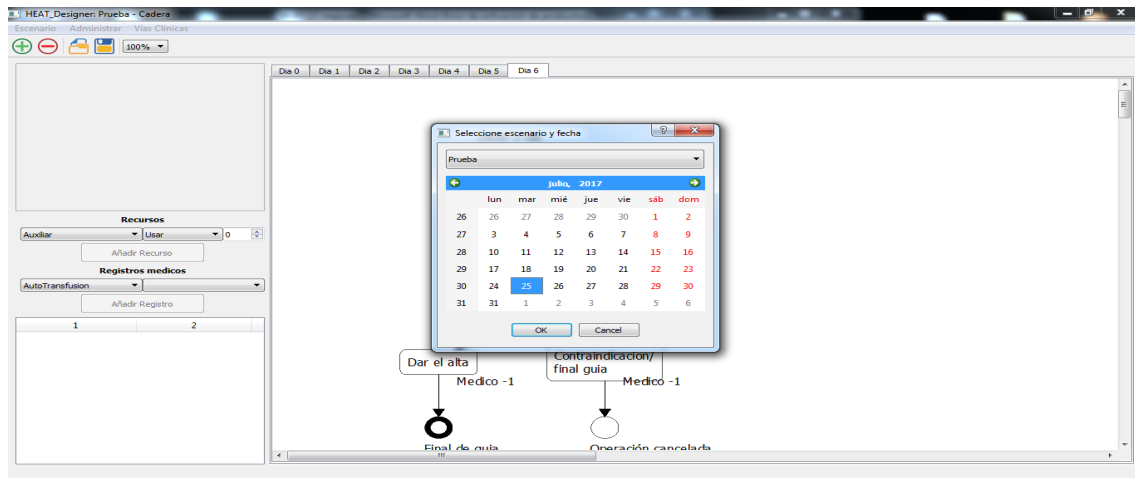 HEAT_Designer: Prueba - Cadera
Escenario Administrar Vias Clinicas
100%
Dia 0 Dia 1 Dia 2 Dia 3 Dia 4 Dia 5 Dia 6
Seleccione escenario y fecha
Prueba
julio, 2017
lun mar mié jue vie sáb dom
26 26 27 28 29 30 1 2
27 3 4 5 6 7 8 9
28 10 11 12 13 14 15 16
29 17 18 19 20 21 22 23
30 24 25 26 27 28 29 30
31 31 1 2 3 4 5 6
OK Cancel
Recursos
Auxiliar Usar 0
Añadir Recurso
Registros medicos
AutoTransfusion
Añadir Registro
1 2
Dar el alta
Contraindicación/
final guia
Medico -1 Medico -1
Final de guia Operación cancelada